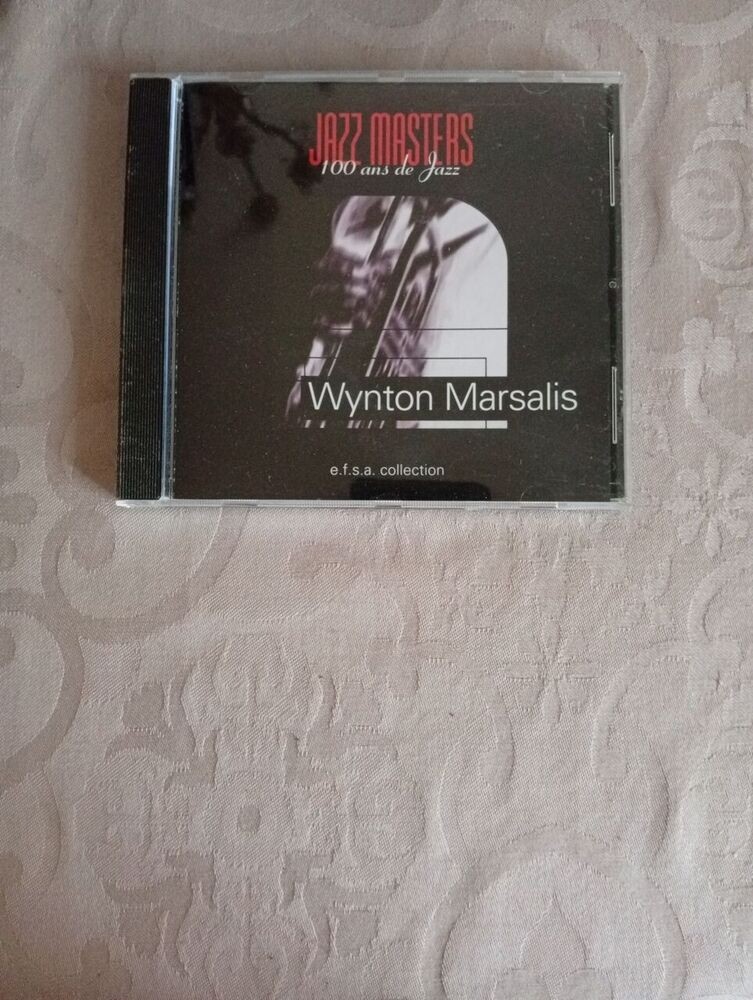 JAZZ MASTERS
100 ans de Jazz
Wynton Marsalis
e.f.s.a. collection